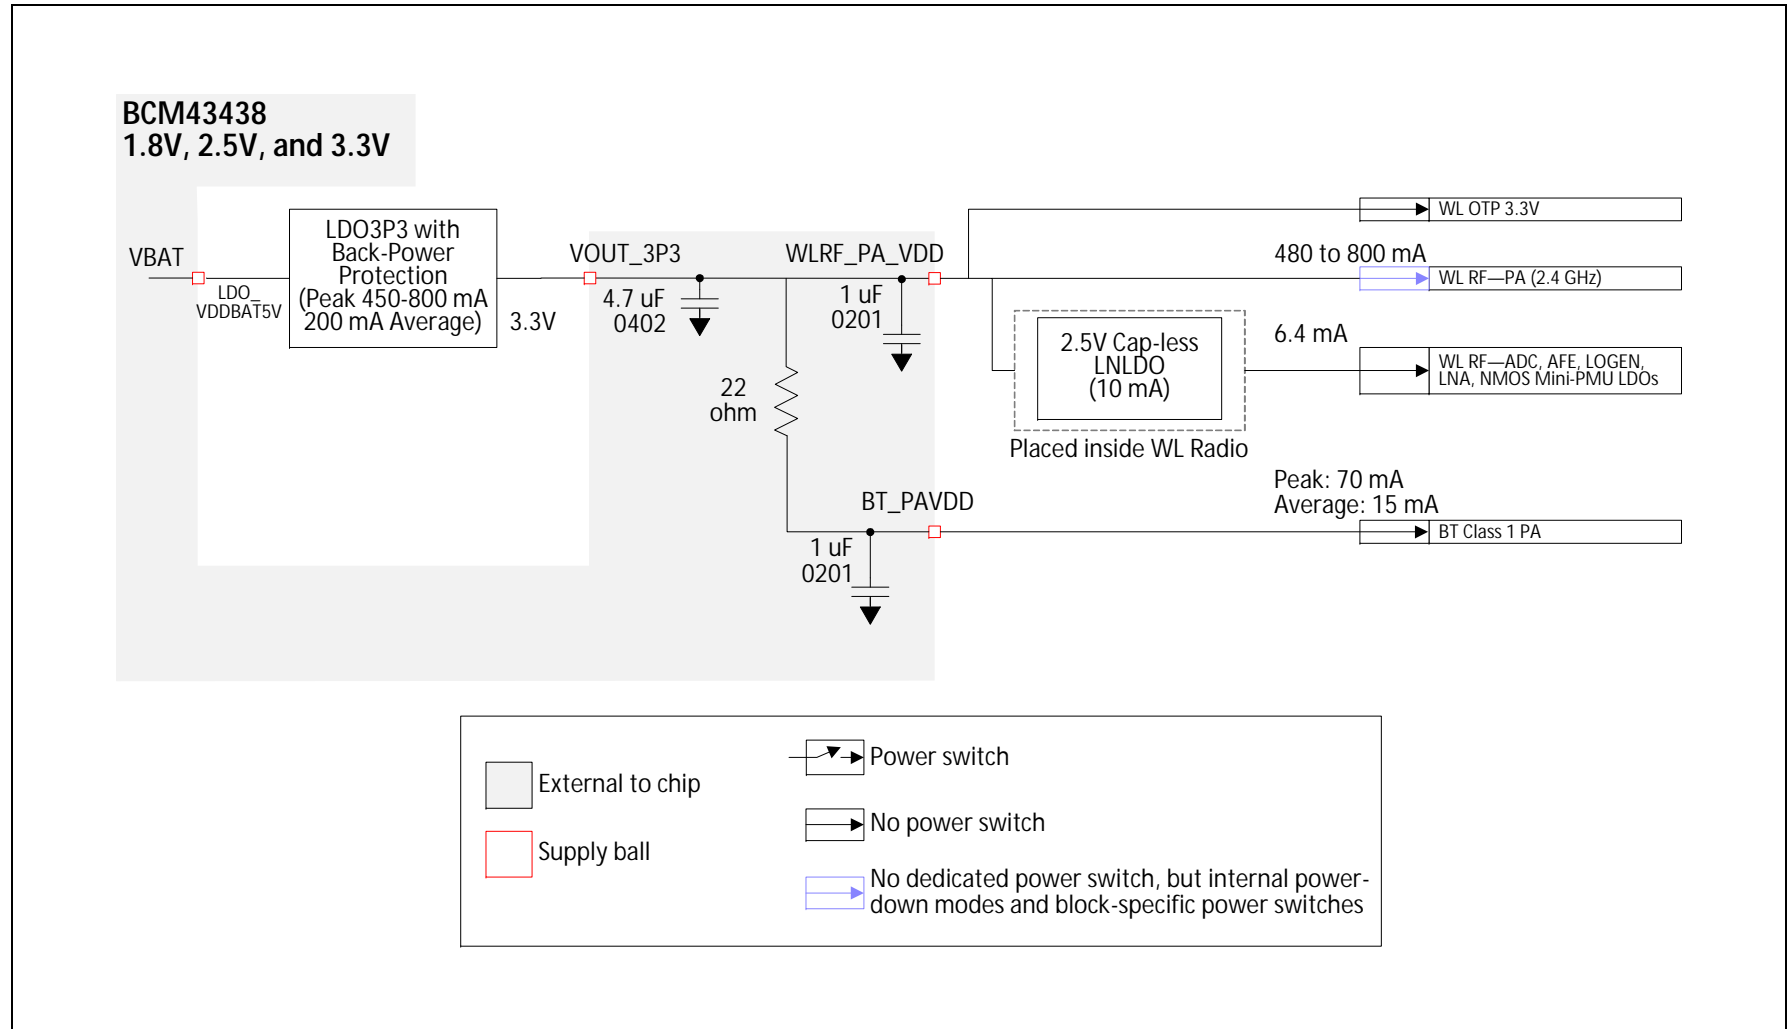 BCM43438
1.8V, 2.5V, and 3.3V
VBAT
LDO_
VDDBAT5V
LDO3P3 with
Back-Power
Protection
(Peak 450-800 mA
200 mA Average)
3.3V
VOUT_3P3
4.7 uF
0402
WLRF_PA_VDD
1 uF
0201
22
ohm
BT_PAVDD
1 uF
0201
WL OTP 3.3V
480 to 800 mA
WL RF—PA (2.4 GHz)
2.5V Cap-less
LNLDO
(10 mA)
Placed inside WL Radio
6.4 mA
WL RF—ADC, AFE, LOGEN,
LNA, NMOS Mini-PMU LDOs
Peak: 70 mA
Average: 15 mA
BT Class 1 PA
External to chip
Supply ball
Power switch
No power switch
No dedicated power switch, but internal power-
down modes and block-specific power switches